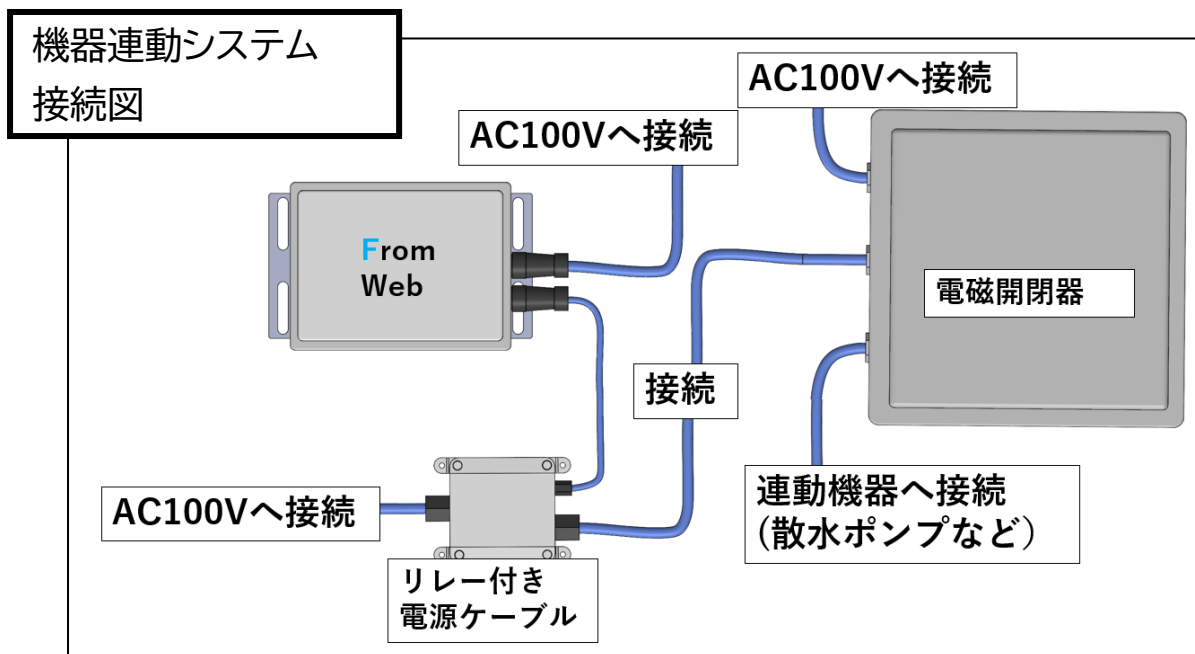 機器連動システム
接続図
AC100Vへ接続
AC100Vへ接続
From
Web
電磁開閉器
接続
AC100Vへ接続
連動機器へ接続
(散水ポンプなど)
リレー付き
電源ケーブル